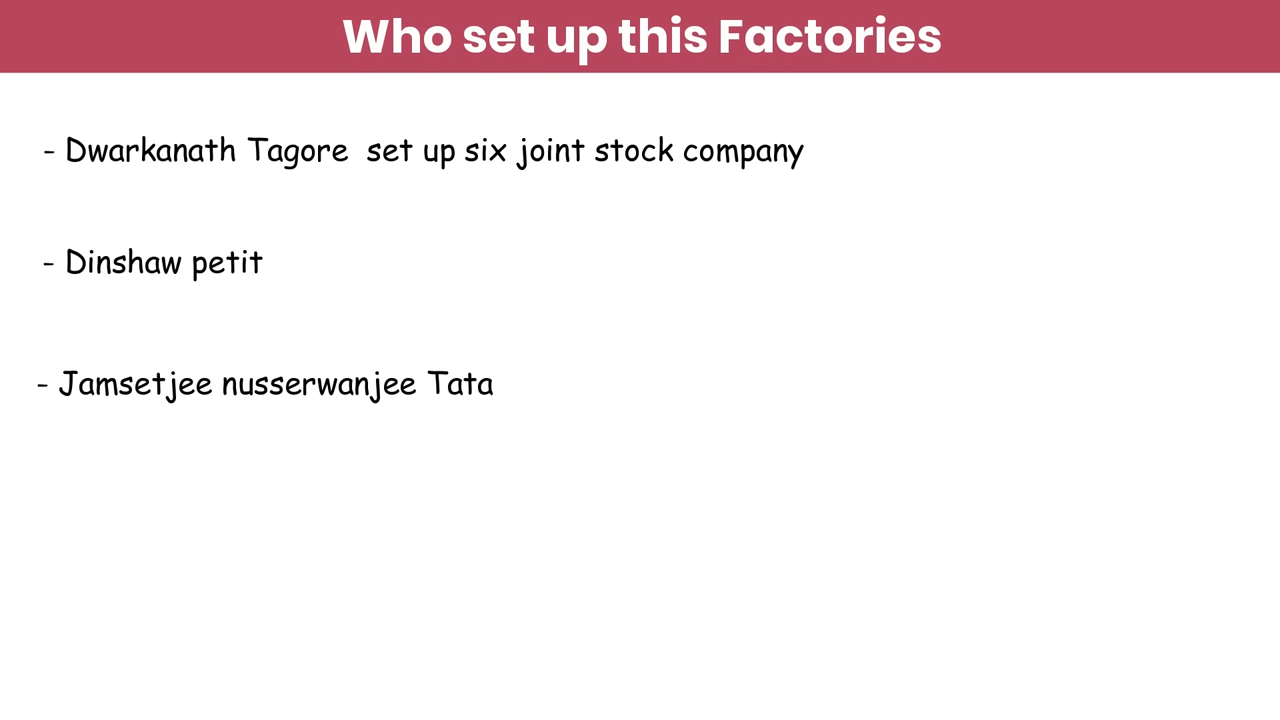 Who set up this Factories
- Dwarkanath Tagore set up six joint stock company
- Dinshaw petit
- Jamsetjee nusserwanjee Tata